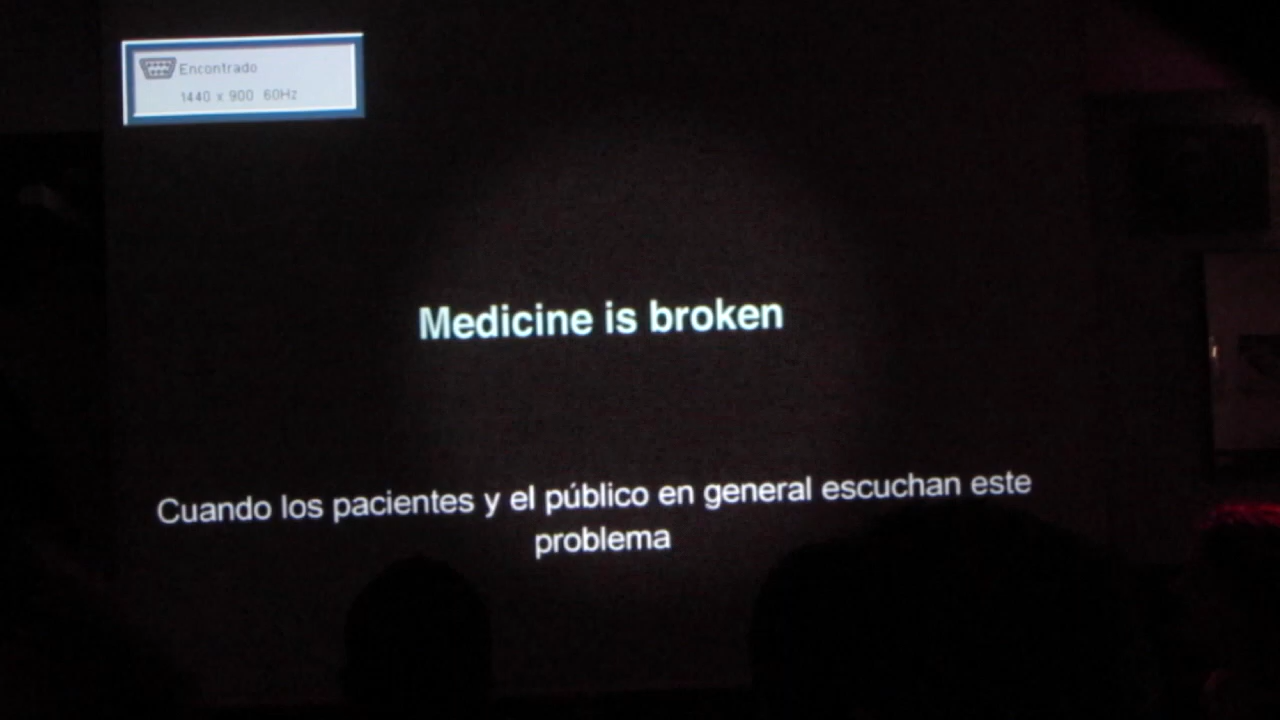 Encontrado
1440 x 900 60Hz
Medicine is broken
Cuando los pacientes y el público en general escuchan este
problema